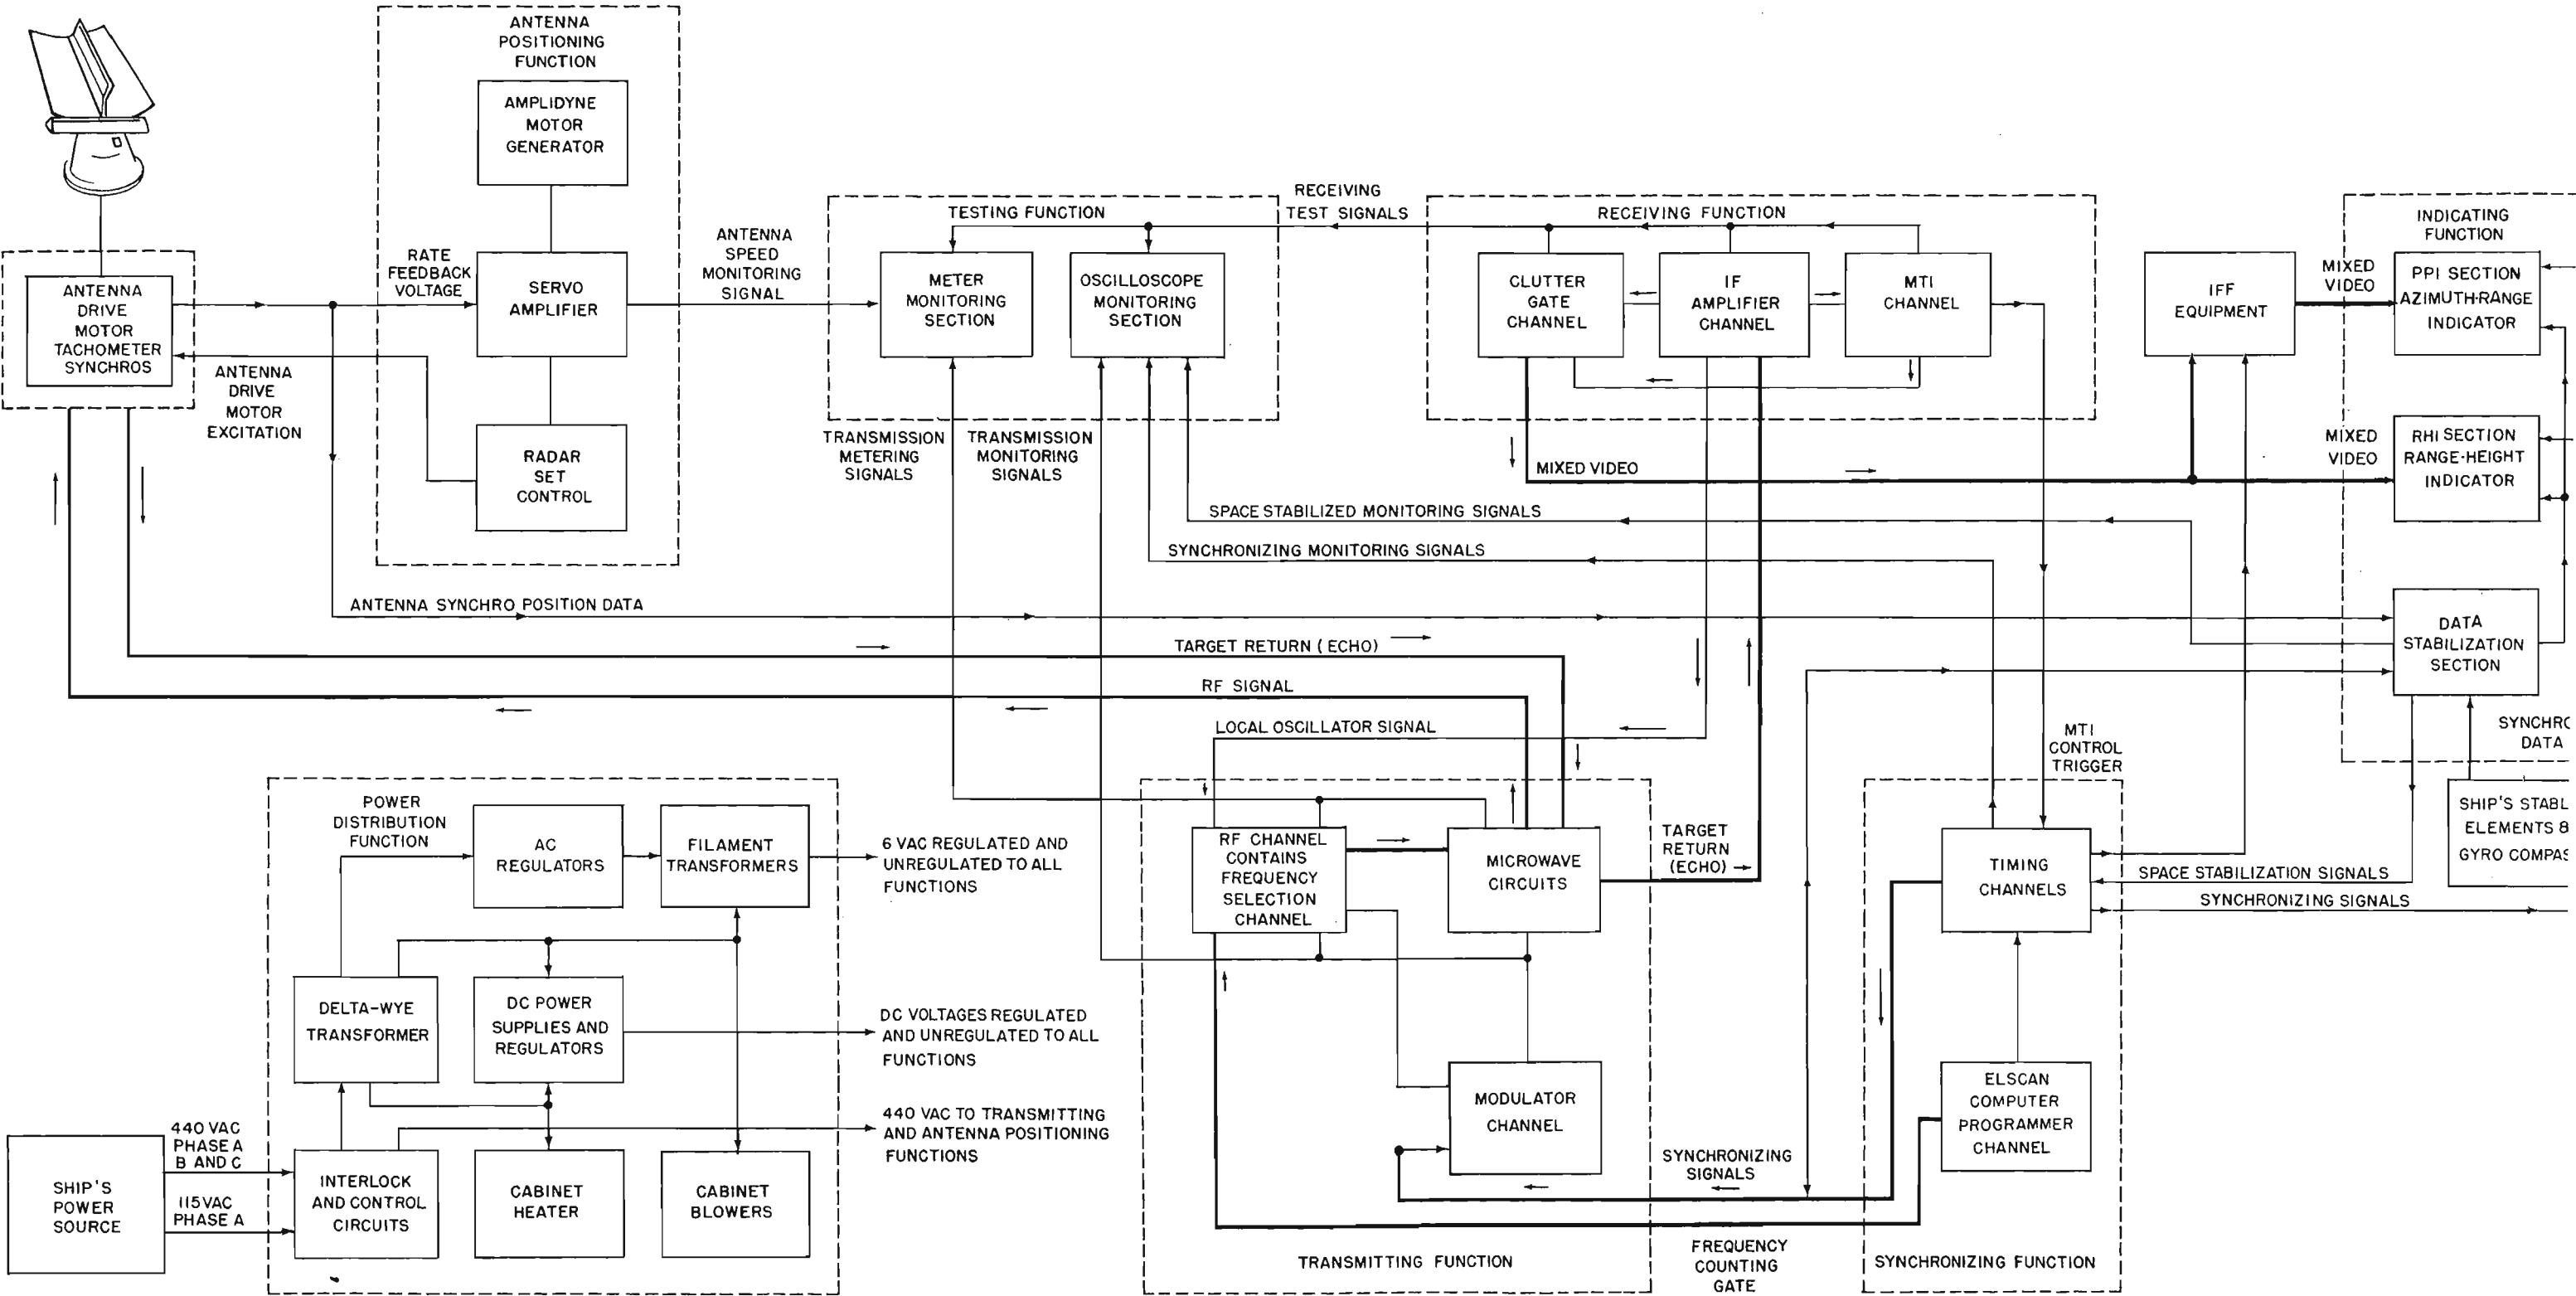 ANTENNA
POSITIONING
FUNCTION
AMPLIDYNE
MOTOR
GENERATOR
RATE
FEEDBACK
VOLTAGE
SERVO
AMPLIFIER
RADAR
SET
CONTROL
ANTENNA
DRIVE
MOTOR
TACHOMETER
SYNCHROS
ANTENNA
DRIVE
MOTOR
EXCITATION
ANTENNA
SPEED
MONITORING
SIGNAL
TESTING FUNCTION
METER
MONITORING
SECTION
OSCILLOSCOPE
MONITORING
SECTION
RECEIVING
TEST SIGNALS
RECEIVING FUNCTION
CLUTTER
GATE
CHANNEL
IF
AMPLIFIER
CHANNEL
MTI
CHANNEL
IFF
EQUIPMENT
MIXED
VIDEO
INDICATING
FUNCTION
PPI SECTION
AZIMUTH-RANGE
INDICATOR
MIXED
VIDEO
RHI SECTION
RANGE-HEIGHT
INDICATOR
DATA
STABILIZATION
SECTION
SYNCHRO
DATA
SHIP'S STABL
ELEMENTS &
GYRO COMPAS
TRANSMISSION
METERING
SIGNALS
TRANSMISSION
MONITORING
SIGNALS
MIXED VIDEO
SPACE STABILIZED MONITORING SIGNALS
SYNCHRONIZING MONITORING SIGNALS
ANTENNA SYNCHRO POSITION DATA
TARGET RETURN (ECHO)
RF SIGNAL
LOCAL OSCILLATOR SIGNAL
MTI
CONTROL
TRIGGER
POWER
DISTRIBUTION
FUNCTION
AC
REGULATORS
FILAMENT
TRANSFORMERS
6 VAC REGULATED AND
UNREGULATED TO ALL
FUNCTIONS
DELTA-WYE
TRANSFORMER
DC POWER
SUPPLIES AND
REGULATORS
DC VOLTAGES REGULATED
AND UNREGULATED TO ALL
FUNCTIONS
440 VAC TO TRANSMITTING
AND ANTENNA POSITIONING
FUNCTIONS
SHIP'S
POWER
SOURCE
440 VAC
PHASE A
B AND C
115VAC
PHASE A
INTERLOCK
AND CONTROL
CIRCUITS
CABINET
HEATER
CABINET
BLOWERS
RF CHANNEL
CONTAINS
FREQUENCY
SELECTION
CHANNEL
MICROWAVE
CIRCUITS
TARGET
RETURN
(ECHO)
MODULATOR
CHANNEL
SYNCHRONIZING
SIGNALS
TRANSMITTING FUNCTION
FREQUENCY
COUNTING
GATE
TIMING
CHANNELS
SPACE STABILIZATION SIGNALS
SYNCHRONIZING SIGNALS
ELSCAN
COMPUTER
PROGRAMMER
CHANNEL
SYNCHRONIZING FUNCTION